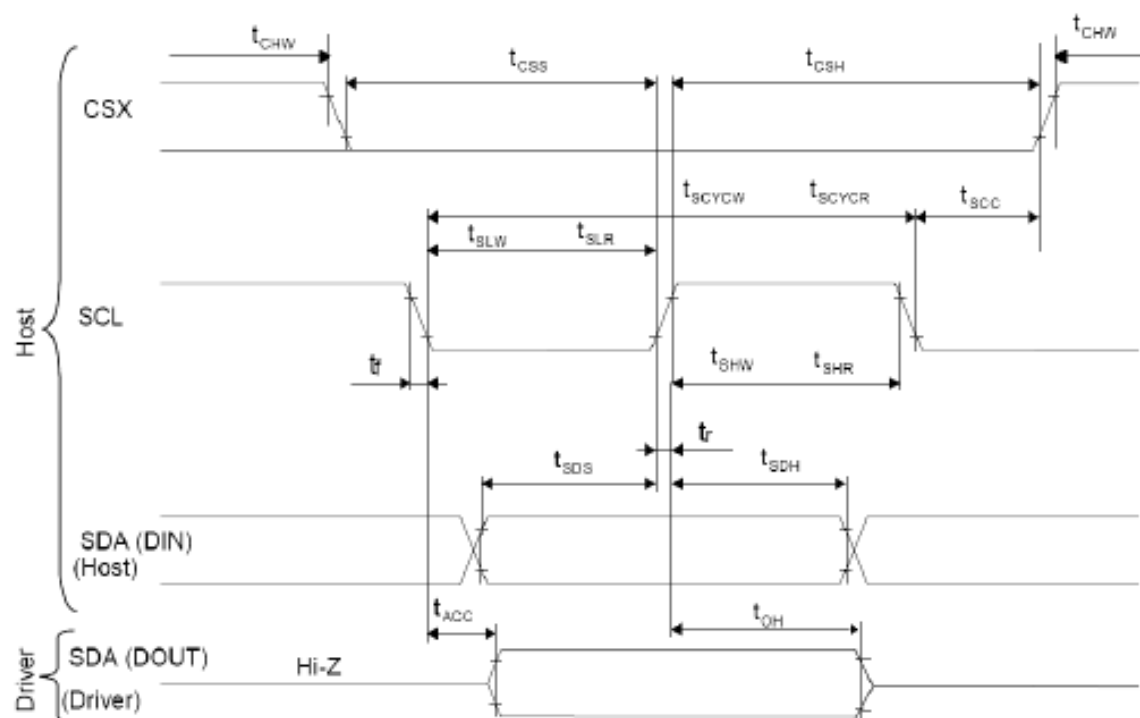 tCHW tCHW
tCSS tCSH
CSX
tSCYCW tSCYCR tSCC
tSLW tSLR
Host
SCL
tSHW tSHR
tf
tr
tSDS tSDH
SDA (DIN)
(Host)
tACC tOH
Driver
SDA (DOUT) Hi-Z
(Driver)